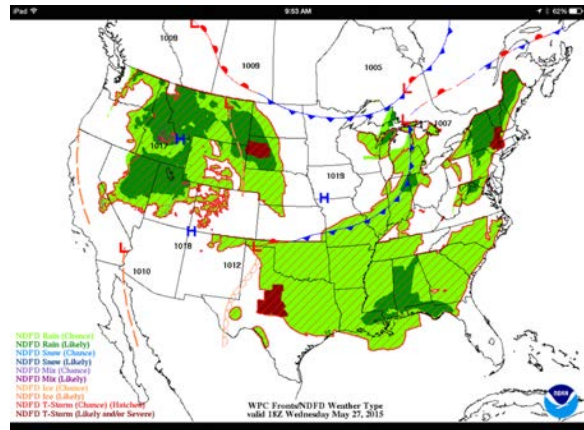 iPad
9:53 AM
62%
1009
1009
1005
L
L
L
L
1007
1017
H
1019
H
H
1018
L
1010
1012
L
NDFD Rain (Chance)
NDFD Rain (Likely)
NDFD Snow (Chance)
NDFD Snow (Likely)
NDFD Mix (Chance)
NDFD Mix (Likely)
NDFD Ice (Chance)
NDFD Ice (Likely)
NDFD T-Storm (Chance) (Hatched)
NDFD T-Storm (Likely and/or Severe)
WPC Fronts/NDFD Weather Type
valid 18Z Wednesday May 27, 2015
noaa